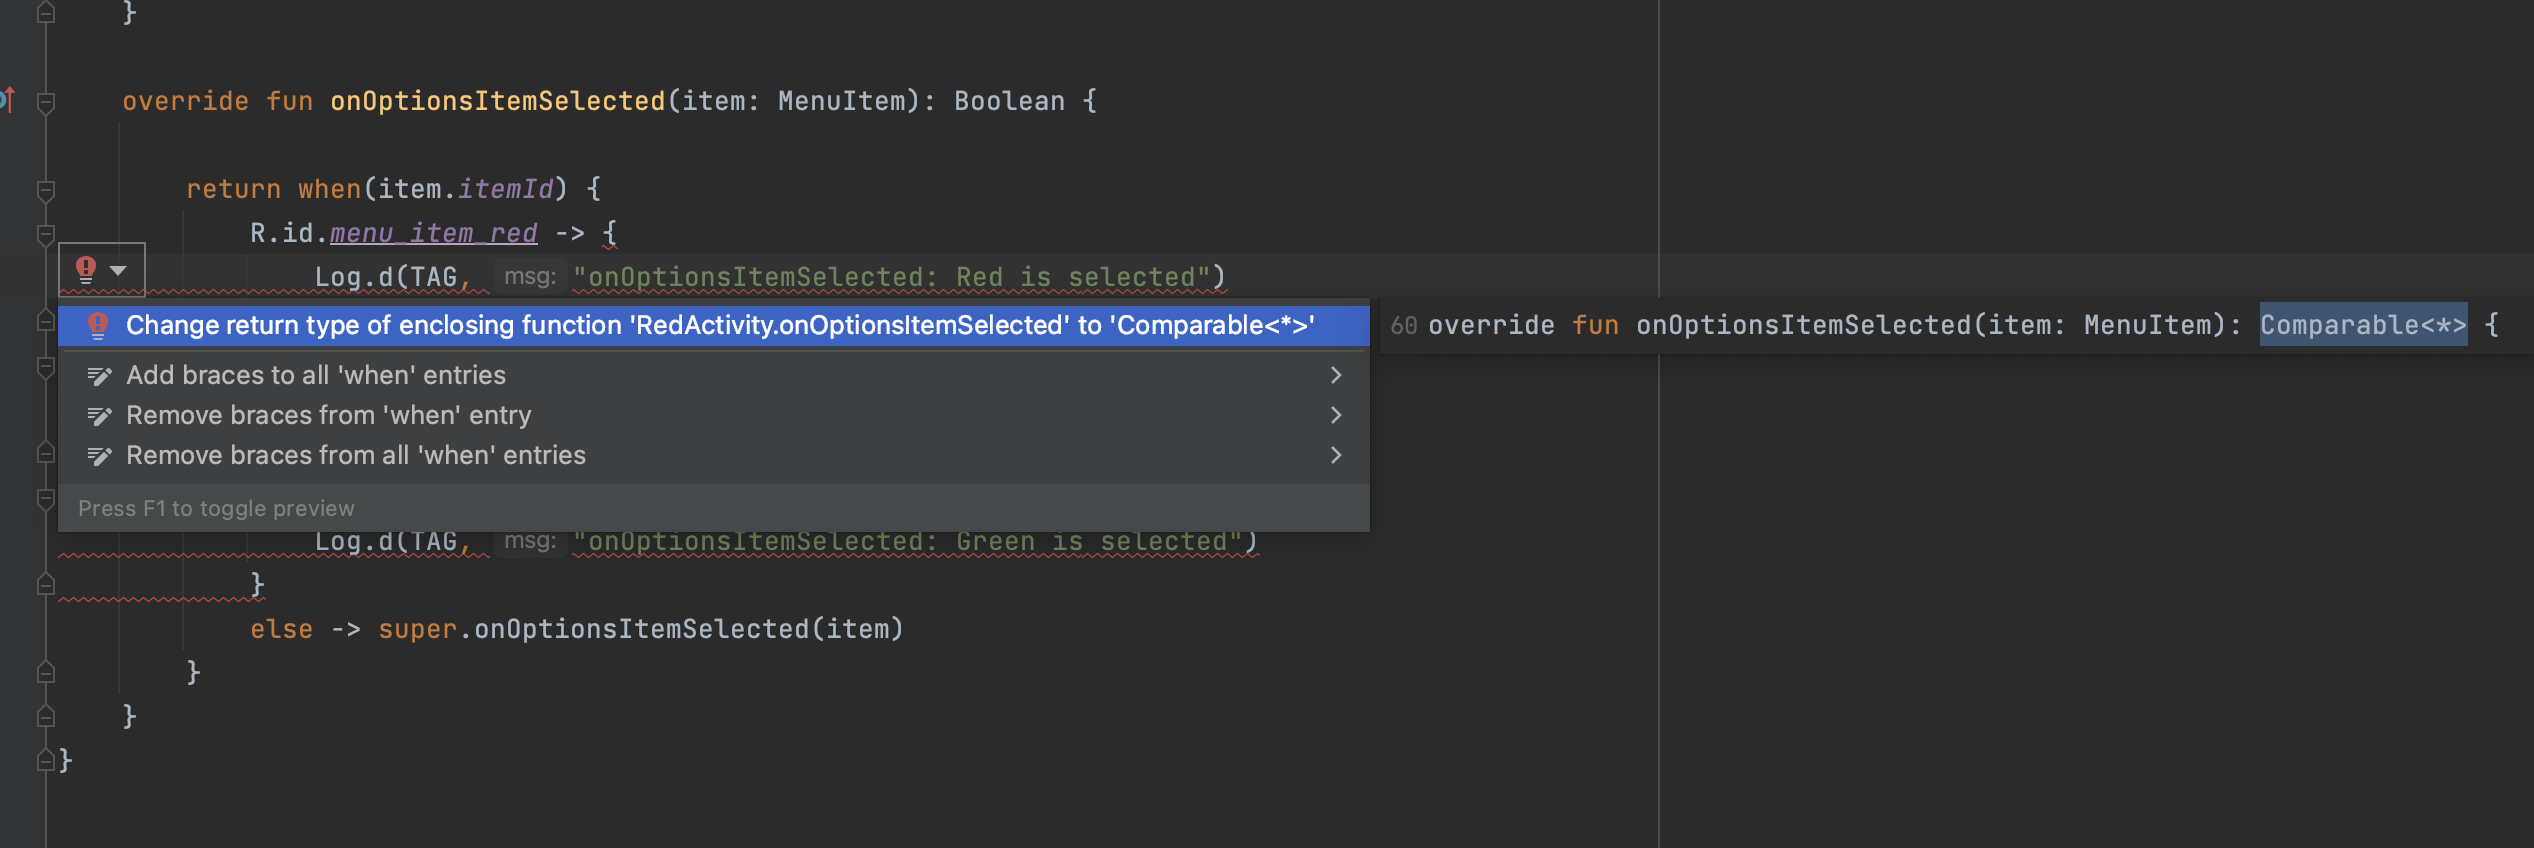 }
override fun onOptionsItemSelected(item: MenuItem): Boolean {
return when(item.itemId) {
R.id.menu_item_red -> {
Log.d(TAG, msg: "onOptionsItemSelected: Red is selected")
Change return type of enclosing function 'RedActivity.onOptionsItemSelected' to 'Comparable<*>'
60 override fun onOptionsItemSelected(item: MenuItem): Comparable<*> {
Add braces to all 'when' entries
Remove braces from 'when' entry
Remove braces from all 'when' entries
Press F1 to toggle preview
Log.d(TAG, msg: "onOptionsItemSelected: Green is selected")
}
else -> super.onOptionsItemSelected(item)
}
}
}